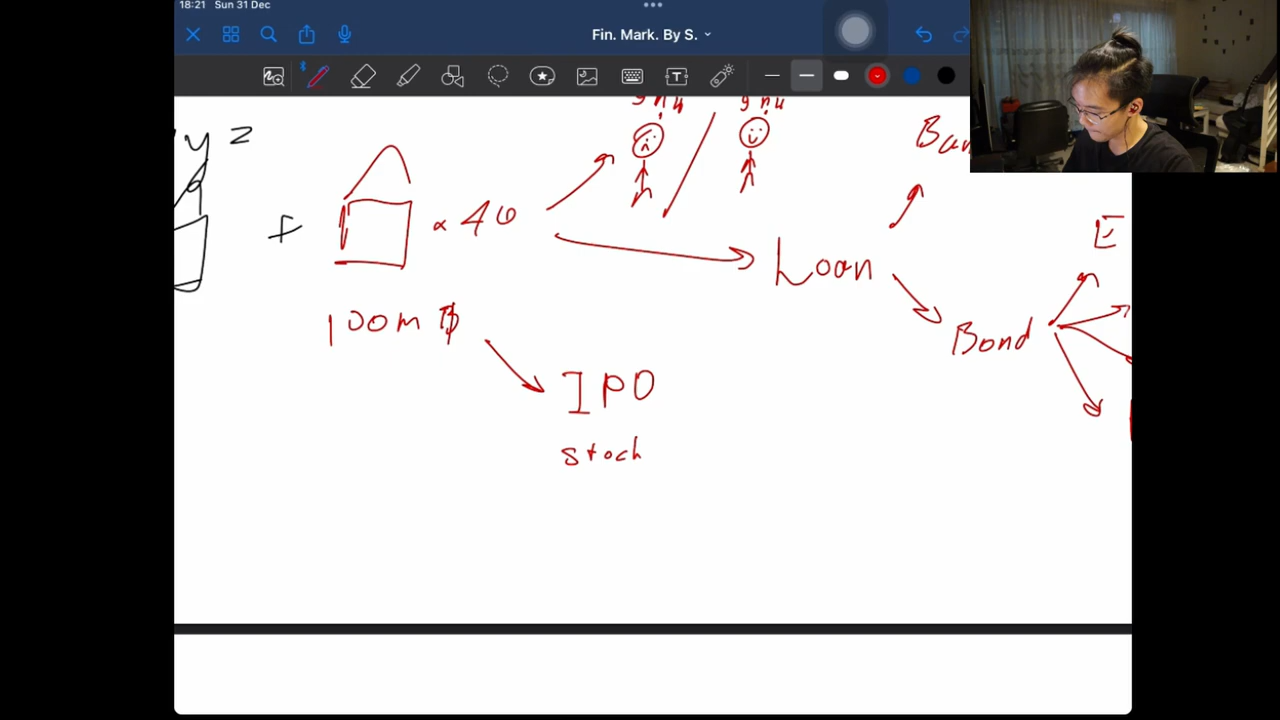 18:21 Sun 31 Dec
Fin. Mark. By S.
T
y z
+
× 40
100m ฿
Loan
E
Bond
IPO
stock